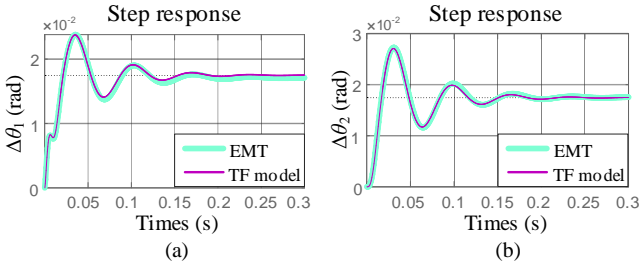 Step response
×10⁻²
Δθ₁ (rad)
2
1
0
0.05 0.1 0.15 0.2 0.25 0.3
EMT
TF model
Times (s)
(a)
Step response
×10⁻²
Δθ₂ (rad)
3
2
1
0
0.05 0.1 0.15 0.2 0.25 0.3
EMT
TF model
Times (s)
(b)